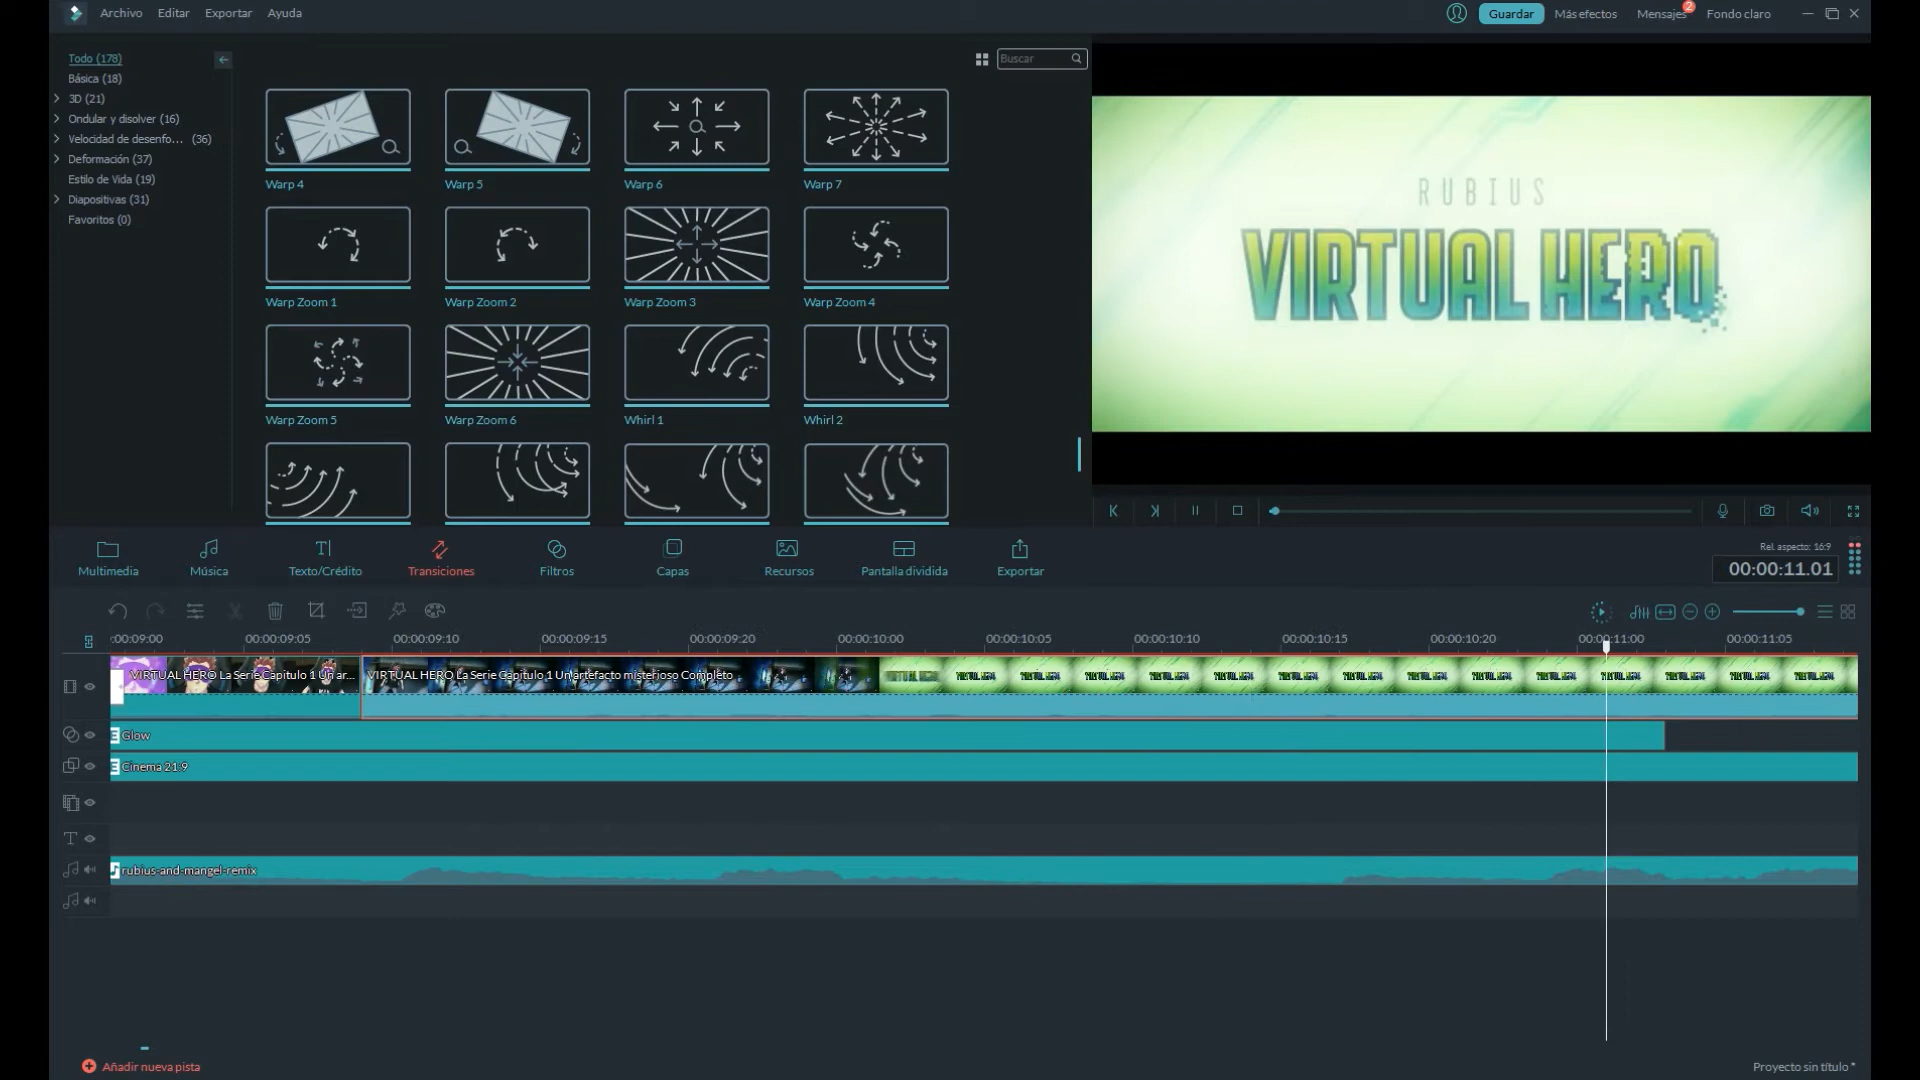 Archivo Editar Exportar Ayuda
Guardar Más efectos Mensajes 2 Fondo claro
Todo (178)
Básica (18)
3D (21)
Ondular y disolver (16)
Velocidad de desenfo... (36)
Deformación (37)
Estilo de Vida (19)
Diapositivas (31)
Favoritos (0)
Buscar
Warp 4 Warp 5 Warp 6 Warp 7
Warp Zoom 1 Warp Zoom 2 Warp Zoom 3 Warp Zoom 4
Warp Zoom 5 Warp Zoom 6 Whirl 1 Whirl 2
RUBIUS
VIRTUAL HERO
Multimedia Música Texto/Crédito Transiciones Filtros Capas Recursos Pantalla dividida Exportar
Rel. aspecto: 16:9
00:00:11.01
:00:09:00 00:00:09:05 00:00:09:10 00:00:09:15 00:00:09:20 00:00:10:00 00:00:10:05 00:00:10:10 00:00:10:15 00:00:10:20 00:00:11:00 00:00:11:05
VIRTUAL HERO La Serie Capitulo 1 Un ar... VIRTUAL HERO La Serie Capitulo 1 Un artefacto misterioso Completo
Glow
Cinema 21:9
rubius-and-mangel-remix
Añadir nueva pista
Proyecto sin título *